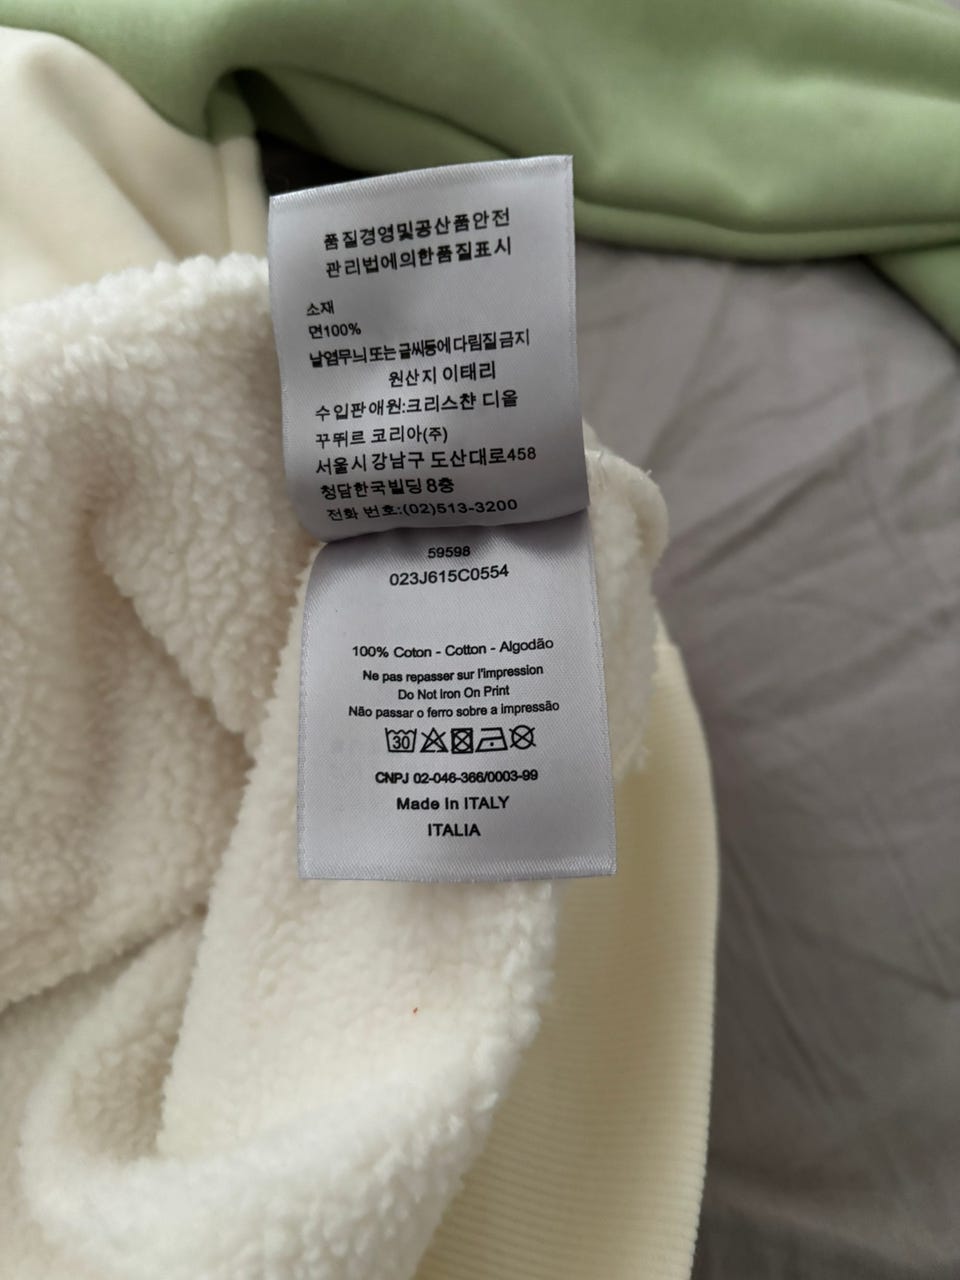 품질경영및공산품안전
관리법에의한품질표시
소재
면100%
날염무늬 또는 글씨등에 다림질 금지
원산지 이태리
수입판애원:크리스챤 디올
꾸뛰르 코리아(주)
서울시 강남구 도산대로458
청담한국빌딩 8층
전화 번호:(02)513-3200
59598
023J615C0554
100% Coton - Cotton - Algodão
Ne pas repasser sur l'impression
Do Not Iron On Print
Não passar o ferro sobre a impressão
30
CNPJ 02-046-366/0003-99
Made In ITALY
ITALIA